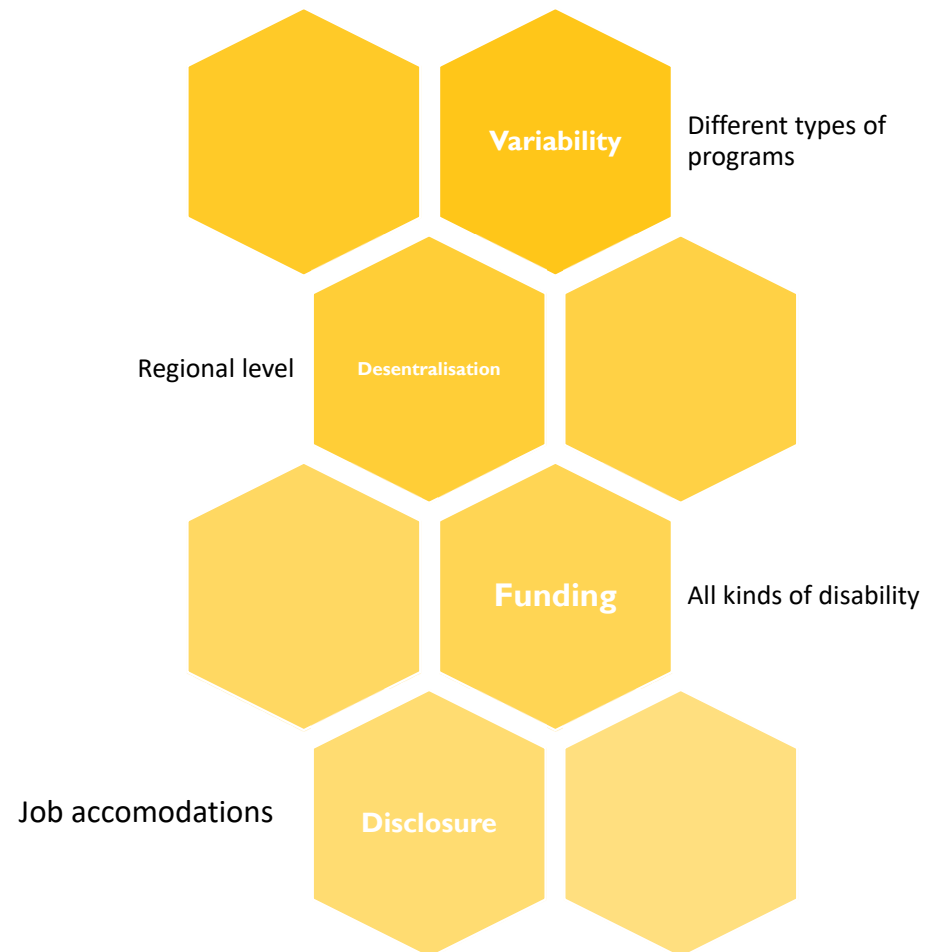 Variability
Different types of
programs
Regional level
Desentralisation
Funding
All kinds of disability
Job accomodations
Disclosure